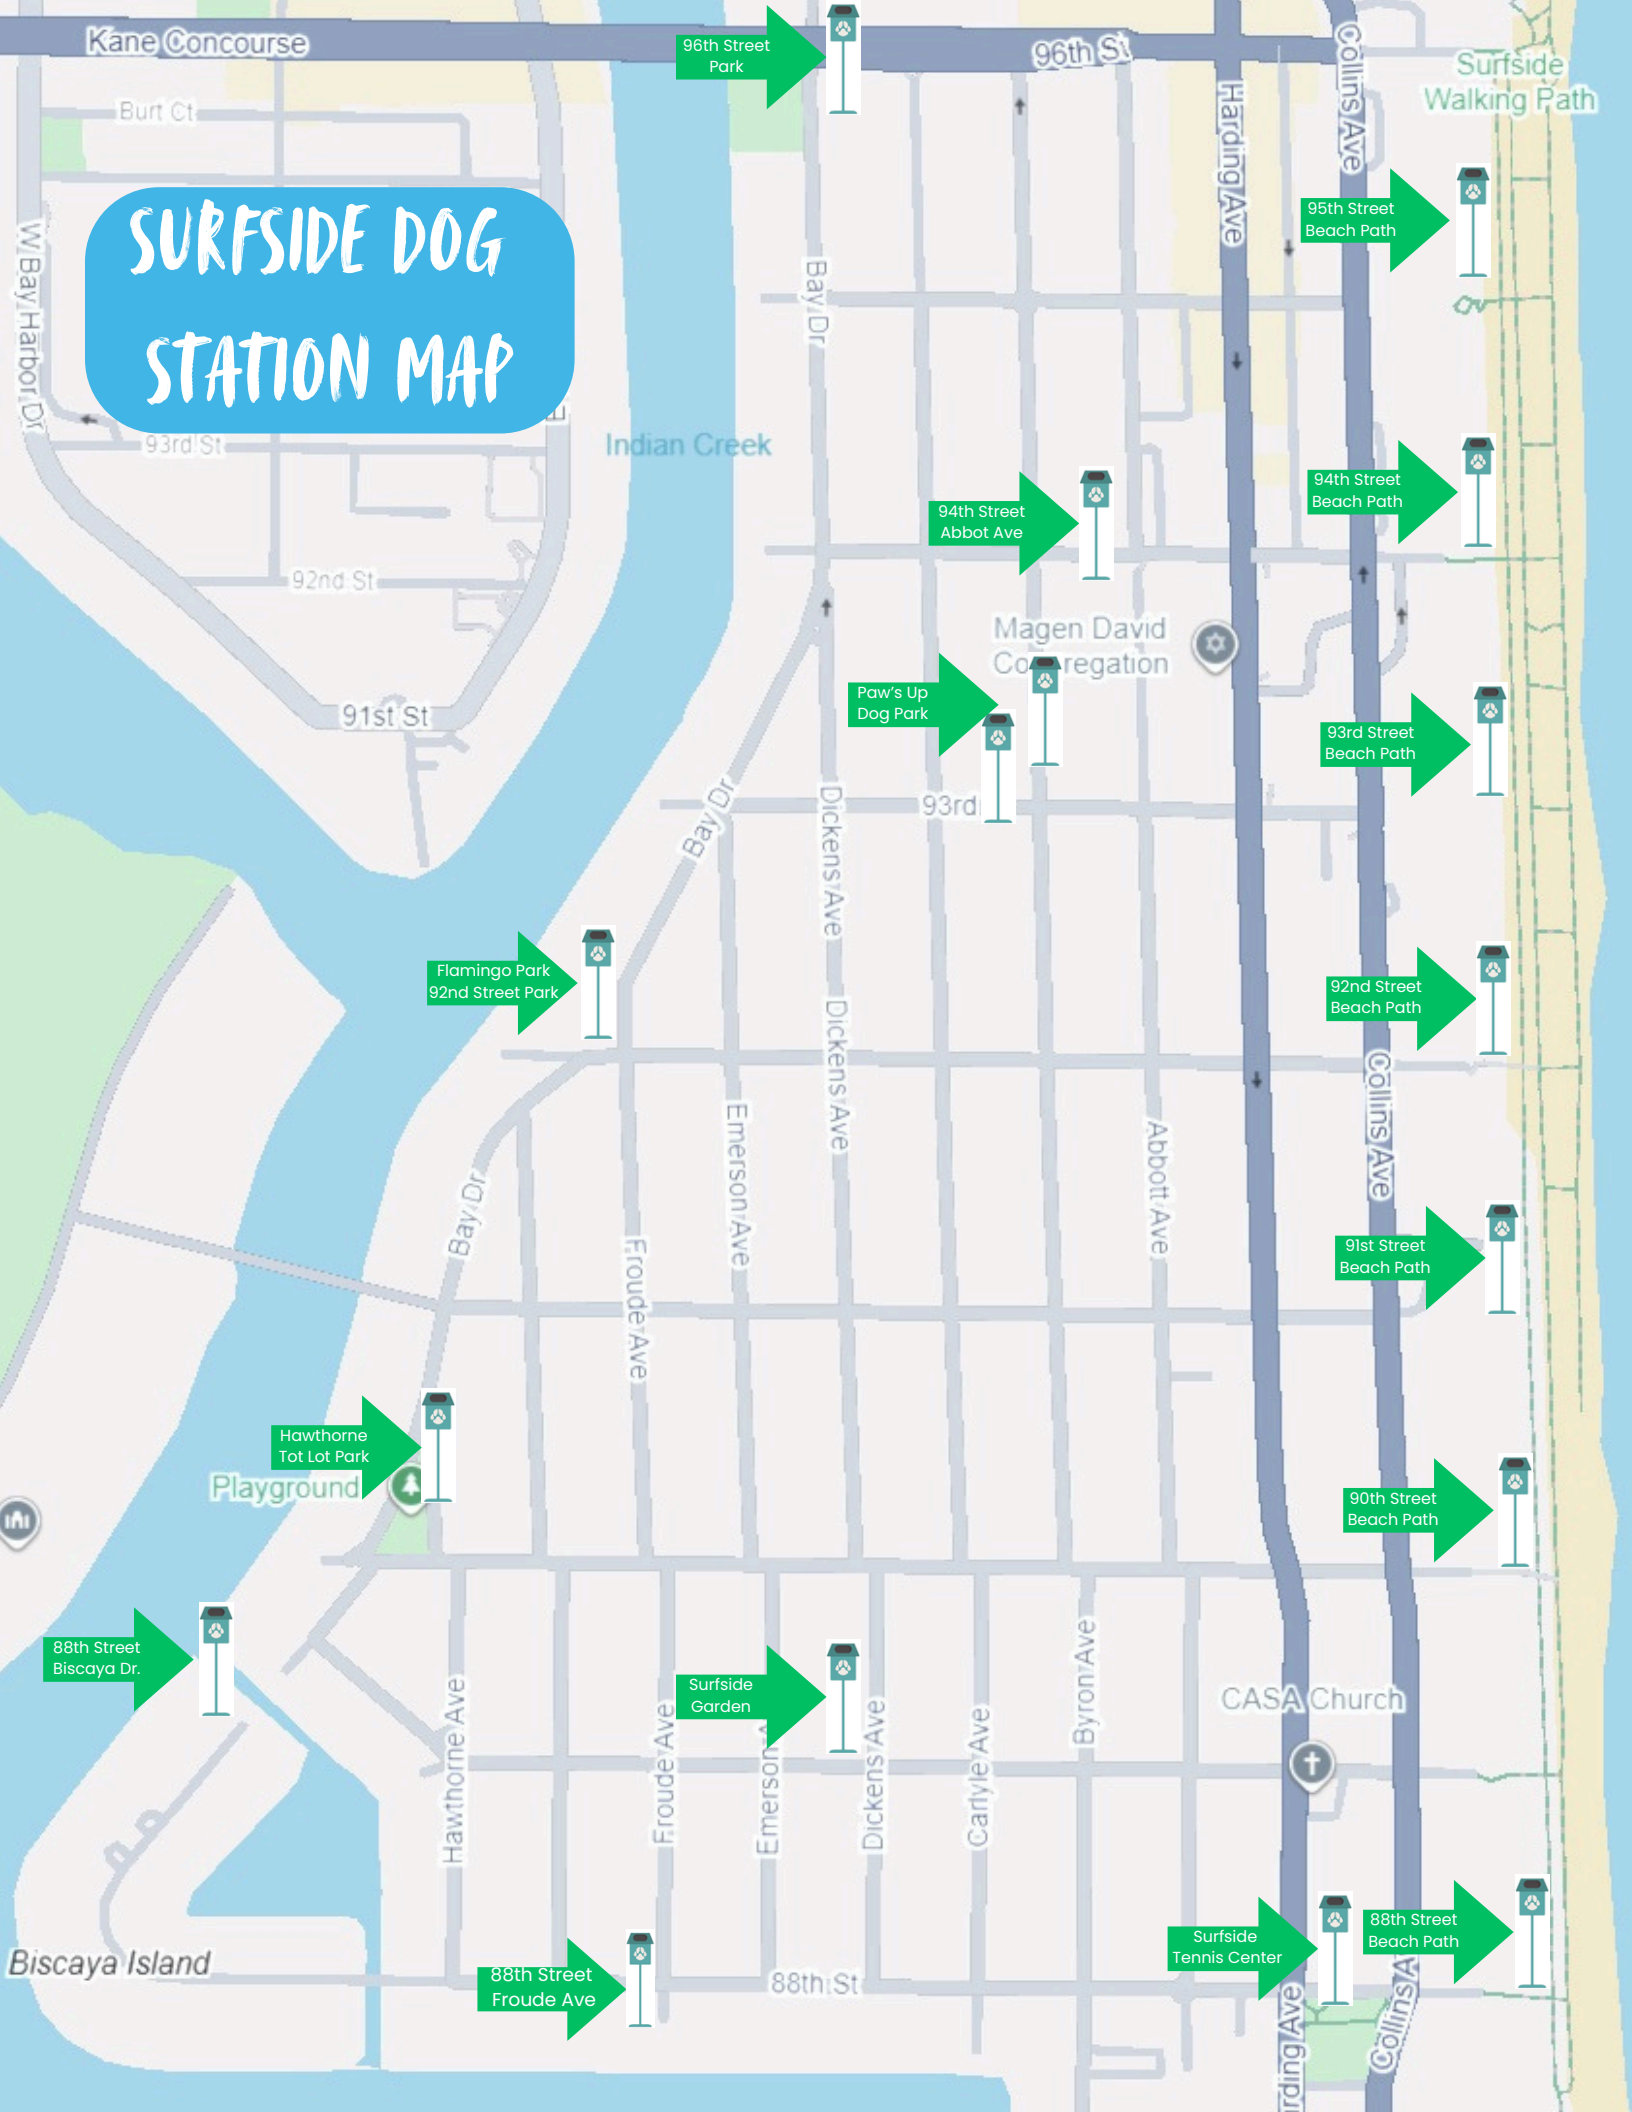 Kane Concourse
96th Street
Park
96th St
Collins Ave
Surfside
Walking Path
Burt Ct
Harding Ave
SURFSIDE DOG
STATION MAP
95th Street
Beach Path
W Bay Harbor Dr
Bay Dr
93rd St
E
Indian Creek
94th Street
Beach Path
94th Street
Abbot Ave
92nd St
Magen David
Co regation
91st St
Paw's Up
Dog Park
93rd Street
Beach Path
Bay Dr
93rd
Dickens Ave
Flamingo Park
92nd Street Park
92nd Street
Beach Path
Dickens Ave
Collins Ave
Emerson Ave
Abbott Ave
Bay Dr
Froude Ave
91st Street
Beach Path
Hawthorne
Tot Lot Park
Playground
90th Street
Beach Path
88th Street
Biscaya Dr.
Surfside
Garden
Byron Ave
CASA Church
Hawthorne Ave
Froude Ave
Emerson
Dickens Ave
Carlyle Ave
Surfside
Tennis Center
88th Street
Beach Path
Biscaya Island
88th Street
Froude Ave
88th St
rding Ave
Collins A